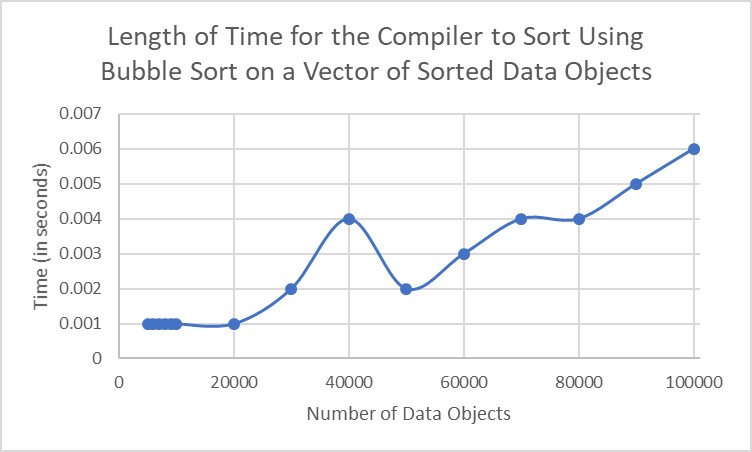 Length of Time for the Compiler to Sort Using
Bubble Sort on a Vector of Sorted Data Objects
0.007
0.006
0.005
0.004
0.003
0.002
0.001
0
Time (in seconds)
0 20000 40000 60000 80000 100000
Number of Data Objects